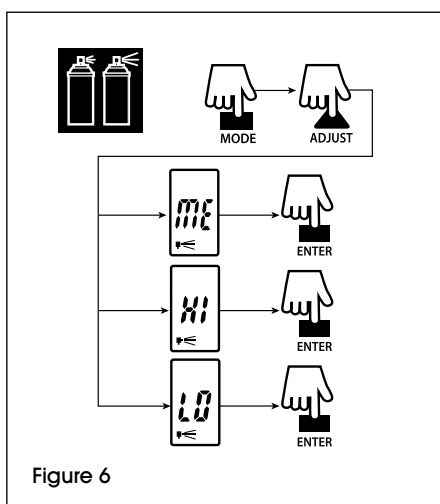 MODE ADJUST
ME
ENTER
HI
ENTER
LO
ENTER
Figure 6